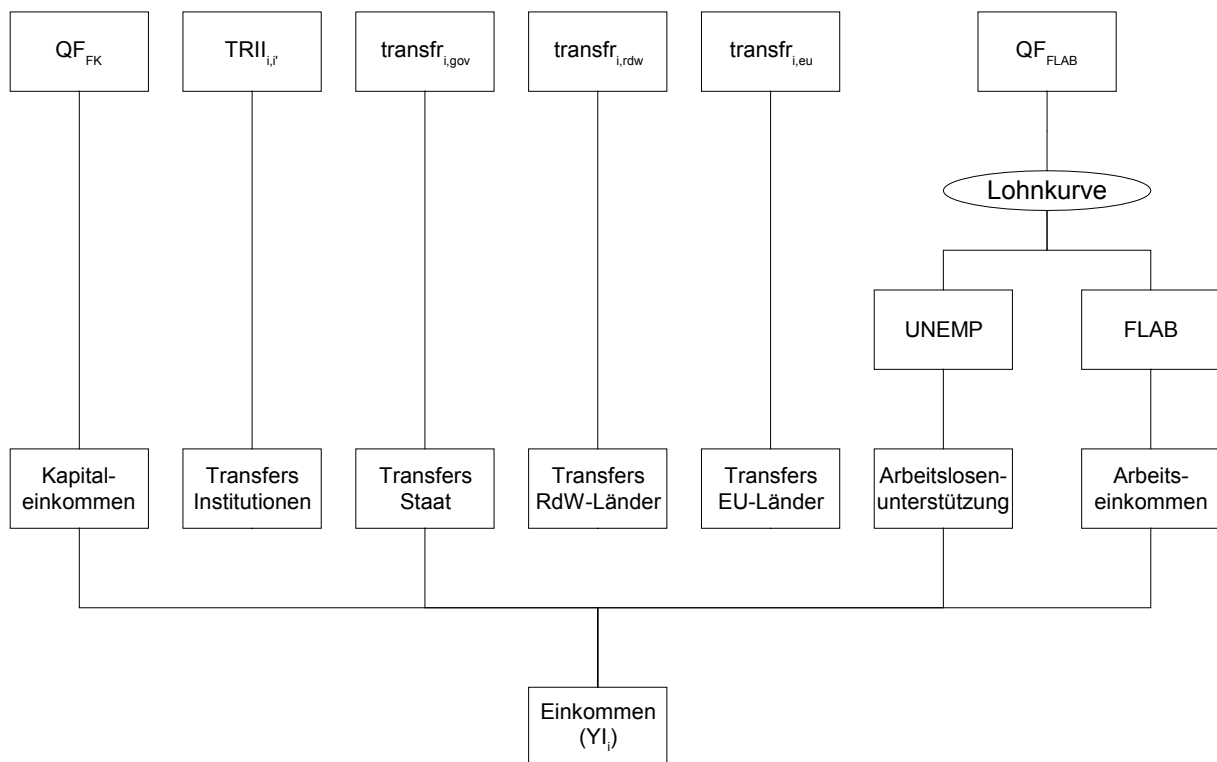 QF_FK
TRII_i,i'
transfr_i,gov
transfr_i,rdw
transfr_i,eu
QF_FLAB
Lohnkurve
UNEMP
FLAB
Kapital-
einkommen
Transfers
Institutionen
Transfers
Staat
Transfers
RdW-Länder
Transfers
EU-Länder
Arbeitslosen-
unterstützung
Arbeits-
einkommen
Einkommen
(YI_i)